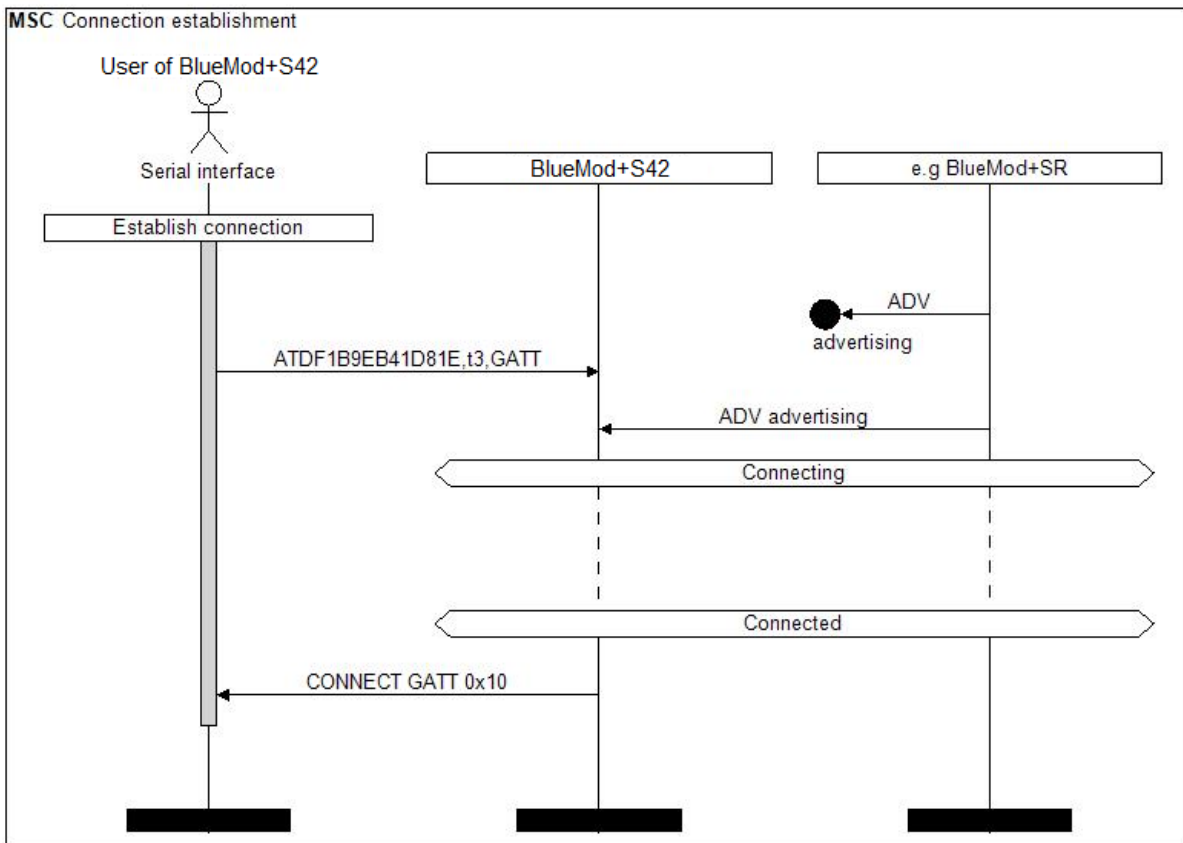 MSC Connection establishment
User of BlueMod+S42
Serial interface
BlueMod+S42
e.g BlueMod+SR
Establish connection
ADV
advertising
ATDF1B9EB41D81E,t3,GATT
ADV advertising
Connecting
Connected
CONNECT GATT 0x10